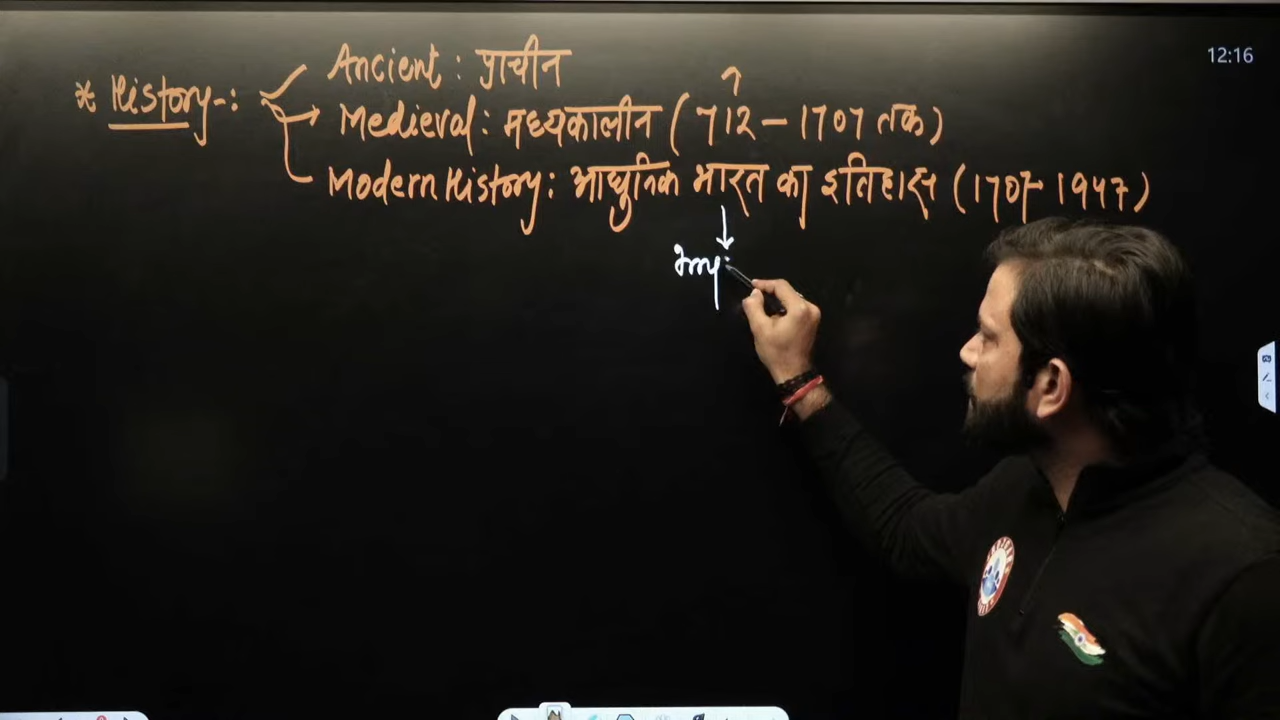 12:16
Ancient : प्राचीन
* History-:
Medieval : मध्यकालीन ( 712 - 1707 तक )
Modern History : आधुनिक भारत का इतिहास ( 1707 - 1947 )
Imp: